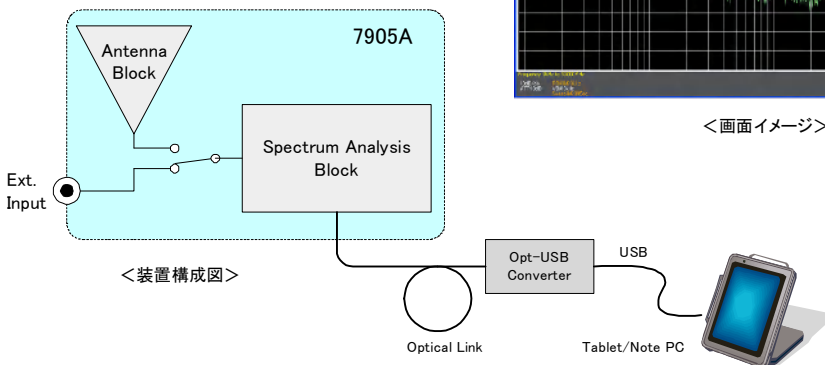 7905A
Antenna
Block
Spectrum Analysis
Block
Ext.
Input
<装置構成図>
<画面イメージ>
Opt-USB
Converter
USB
Optical Link
Tablet/Note PC